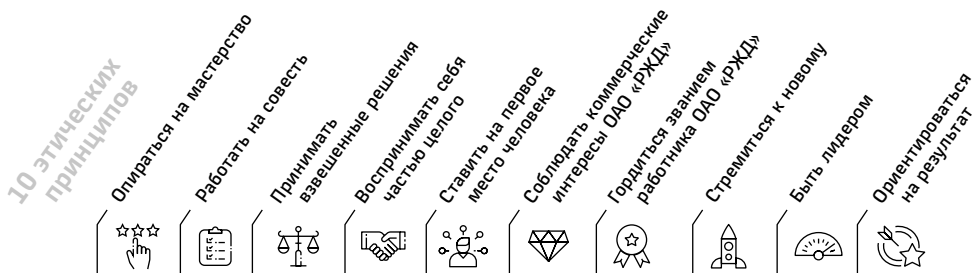 10 этических
принципов
Опираться на мастерство
Работать на совесть
Принимать
взвешенные решения
Воспринимать себя
частью целого
Ставить на первое
место человека
Соблюдать коммерческие
интересы ОАО «РЖД»
Гордиться званием
работника ОАО «РЖД»
Стремиться к новому
Быть лидером
Ориентироваться
на результат